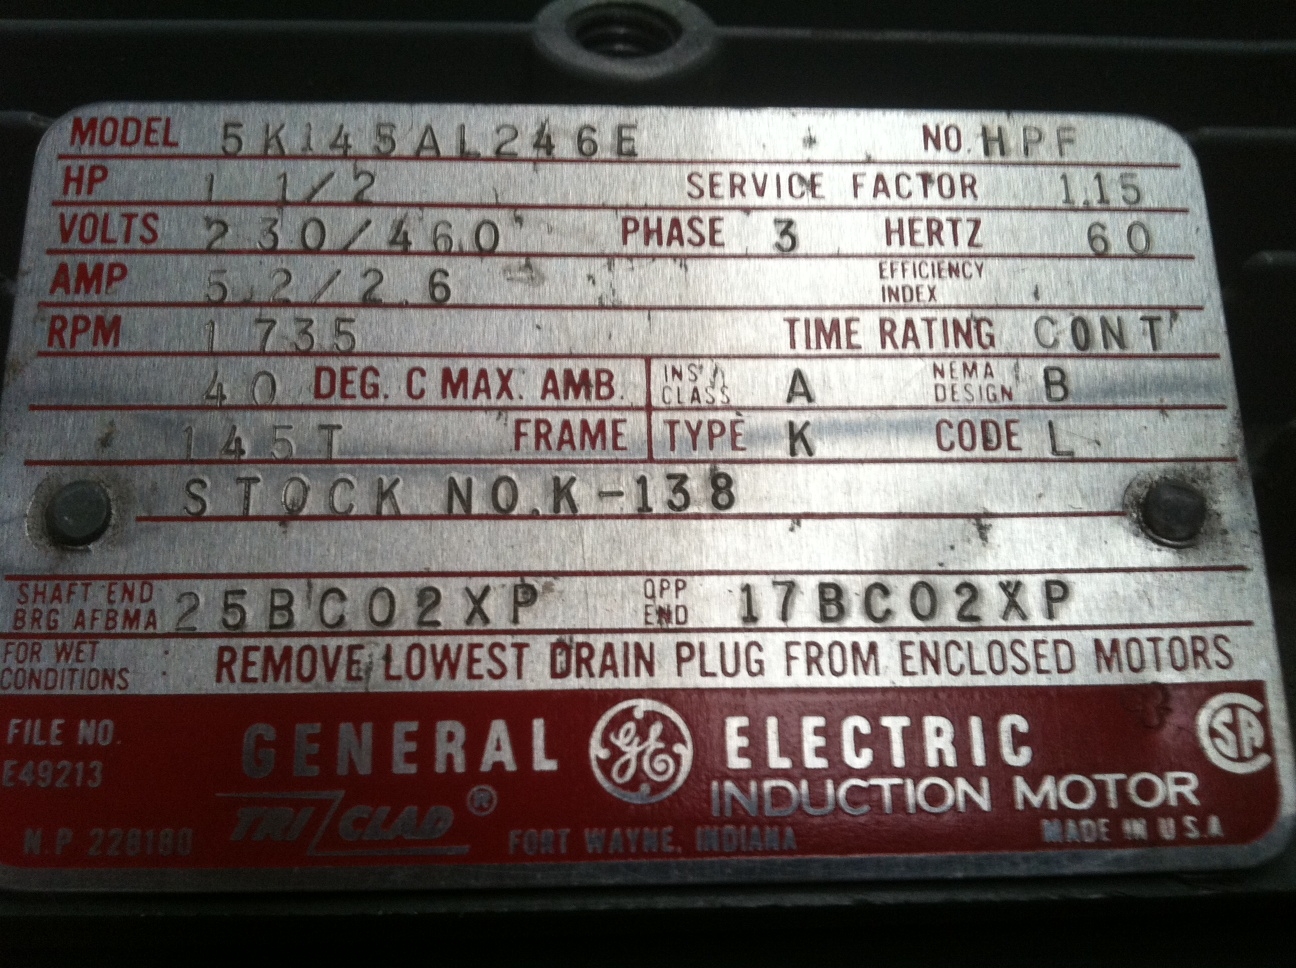 MODEL 5K145AL246E NO. HPF
HP 1 1/2 SERVICE FACTOR 1.15
VOLTS 230/460 PHASE 3 HERTZ 60
AMP 5.2/2.6 EFFICIENCY INDEX
RPM 1735 TIME RATING CONT
40 DEG. C MAX. AMB. INS'L CLASS A NEMA DESIGN B
145T FRAME TYPE K CODE L
STOCK NO. K-138
SHAFT END BRG AFBMA 25BC02XP OPP END 17BC02XP
FOR WET CONDITIONS : REMOVE LOWEST DRAIN PLUG FROM ENCLOSED MOTORS
FILE NO. E49213
GENERAL GE ELECTRIC SA
TRI CLAD ® INDUCTION MOTOR
N.P 228180 FORT WAYNE, INDIANA MADE IN U S A